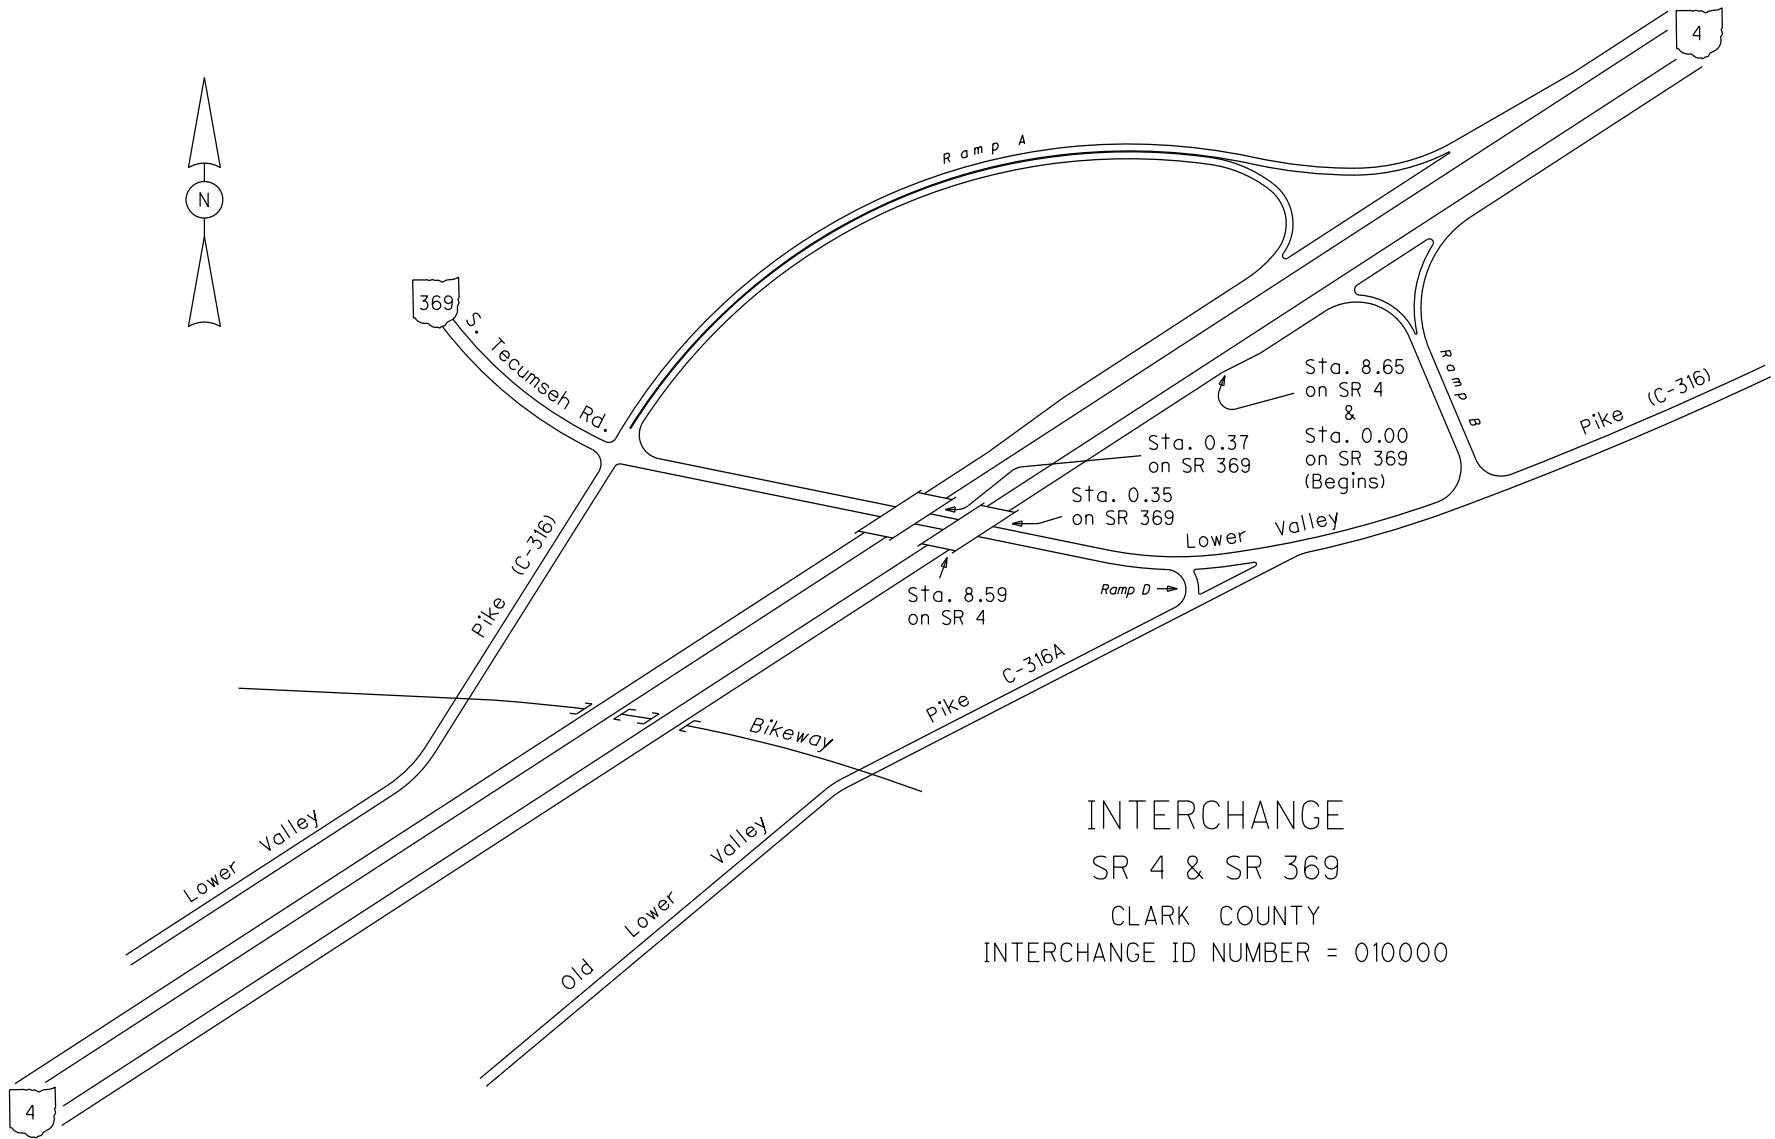 4
Ramp A
N
369
S. Tecumseh Rd.
Sta. 8.65
on SR 4
&
Sta. 0.00
on SR 369
(Begins)
Ramp B
Pike (C-316)
Sta. 0.37
on SR 369
Sta. 0.35
on SR 369
Lower Valley
Pike (C-316)
Sta. 8.59
on SR 4
Ramp D
Pike C-316A
Bikeway
Lower Valley
Old Lower Valley
INTERCHANGE
SR 4 & SR 369
CLARK COUNTY
INTERCHANGE ID NUMBER = 010000
4